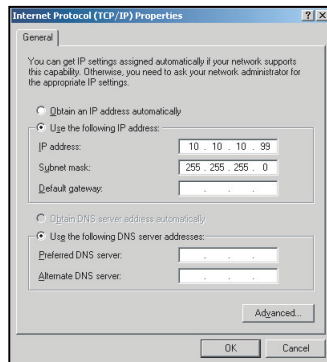 Internet Protocol (TCP/IP) Properties
General
You can get IP settings assigned automatically if your network supports
this capability. Otherwise, you need to ask your network administrator for
the appropriate IP settings.
Obtain an IP address automatically
Use the following IP address:
IP address: 10 . 10 . 10 . 99
Subnet mask: 255 . 255 . 255 . 0
Default gateway: . . .
Obtain DNS server address automatically
Use the following DNS server addresses:
Preferred DNS server: . . .
Alternate DNS server: . . .
Advanced...
OK Cancel